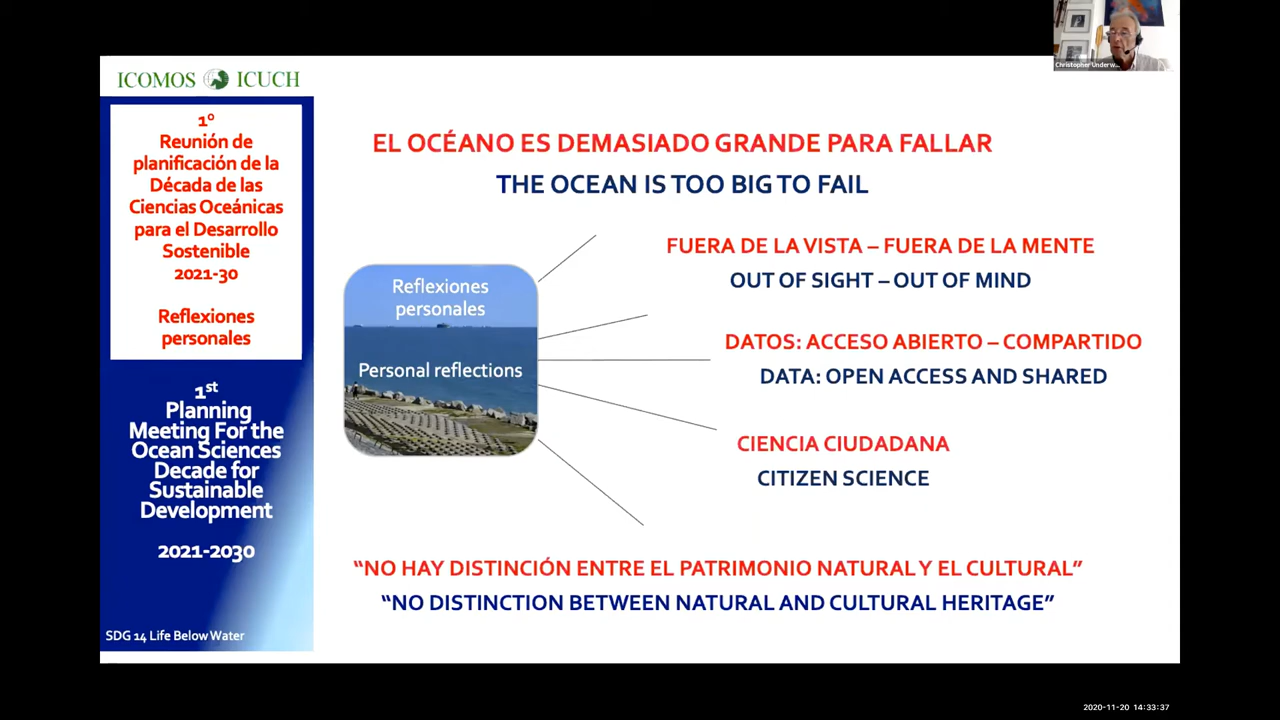 ICOMOS ICUCH
1º
Reunión de
planificación de la
Década de las
Ciencias Oceánicas
para el Desarrollo
Sostenible
2021-30
Reflexiones
personales
1st
Planning
Meeting For the
Ocean Sciences
Decade for
Sustainable
Development
2021-2030
SDG 14 Life Below Water
EL OCÉANO ES DEMASIADO GRANDE PARA FALLAR
THE OCEAN IS TOO BIG TO FAIL
Reflexiones
personales
Personal reflections
FUERA DE LA VISTA – FUERA DE LA MENTE
OUT OF SIGHT – OUT OF MIND
DATOS: ACCESO ABIERTO – COMPARTIDO
DATA: OPEN ACCESS AND SHARED
CIENCIA CIUDADANA
CITIZEN SCIENCE
“NO HAY DISTINCIÓN ENTRE EL PATRIMONIO NATURAL Y EL CULTURAL”
“NO DISTINCTION BETWEEN NATURAL AND CULTURAL HERITAGE”
Christopher Underw...
2020-11-20 14:33:37